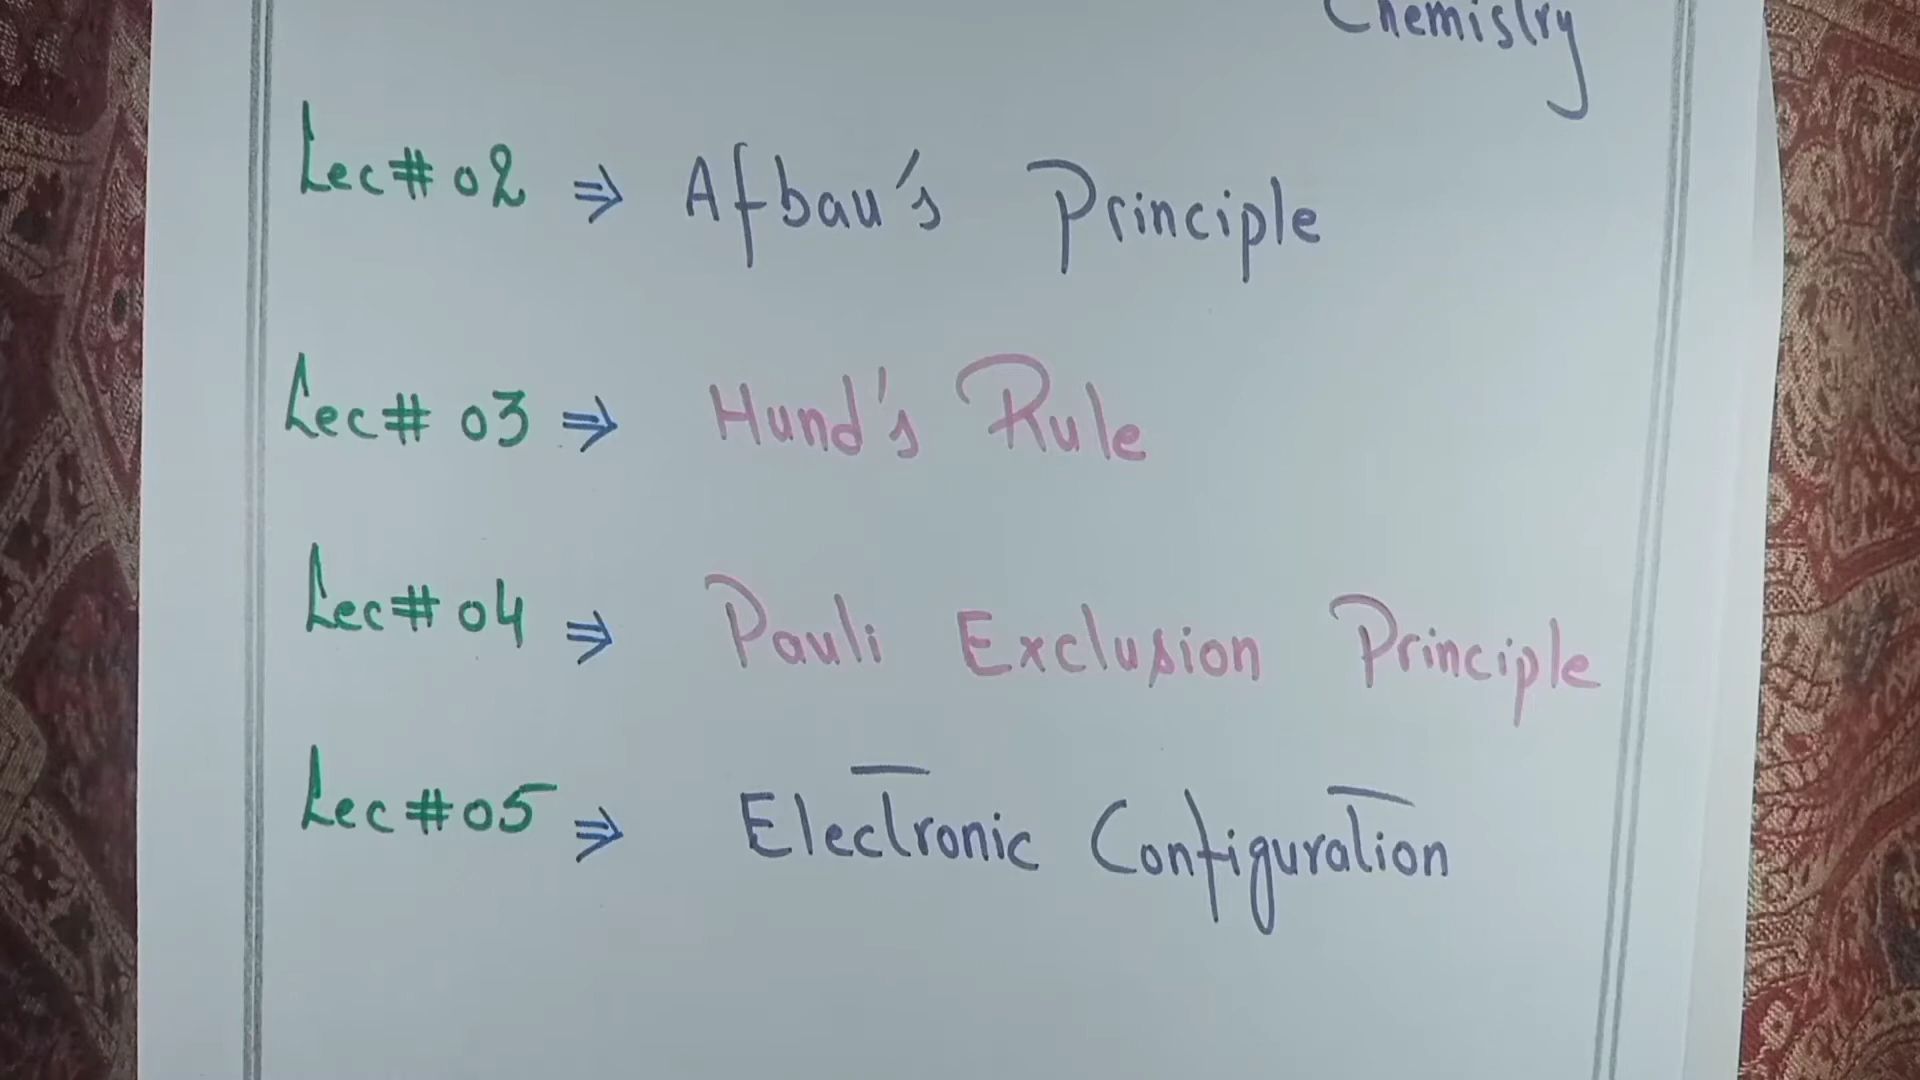 Chemistry
Lec# 02 ⇒ Afbau's Principle
Lec# 03 ⇒ Hund's Rule
Lec# 04 ⇒ Pauli Exclusion Principle
Lec# 05 ⇒ Electronic Configuration